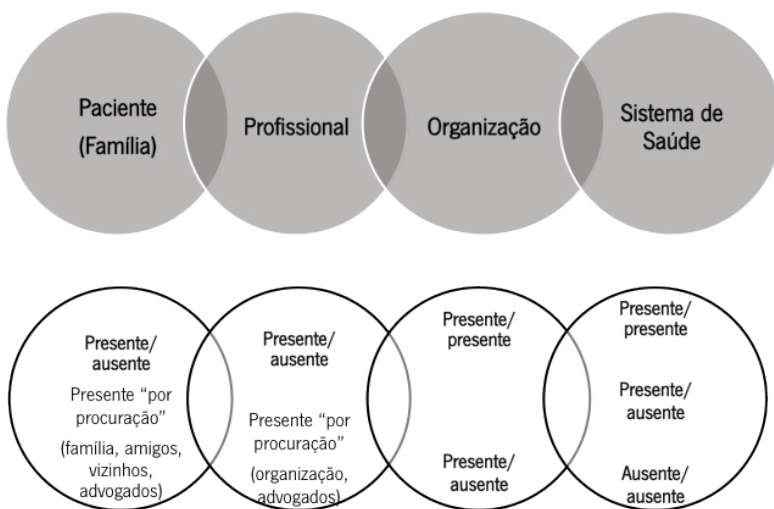 Paciente
(Família)
Profissional
Organização
Sistema de
Saúde
Presente/
ausente
Presente “por
procuração”
(família, amigos,
vizinhos,
advogados)
Presente/
ausente
Presente “por
procuração”
(organização,
advogados)
Presente/
presente
Presente/
ausente
Presente/
presente
Presente/
ausente
Ausente/
ausente